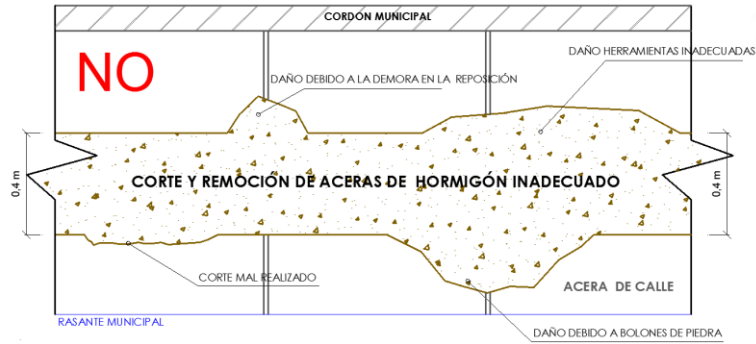 CORDON MUNICIPAL
NO
DAÑO HERRAMIENTAS INADECUADAS
DAÑO DEBIDO A LA DEMORA EN LA REPOSICIÓN
0,4 m
CORTE Y REMOCIÓN DE ACERAS DE HORMIGÓN INADECUADO
0,4 m
CORTE MAL REALIZADO
ACERA DE CALLE
RASANTE MUNICIPAL
DAÑO DEBIDO A BOLONES DE PIEDRA